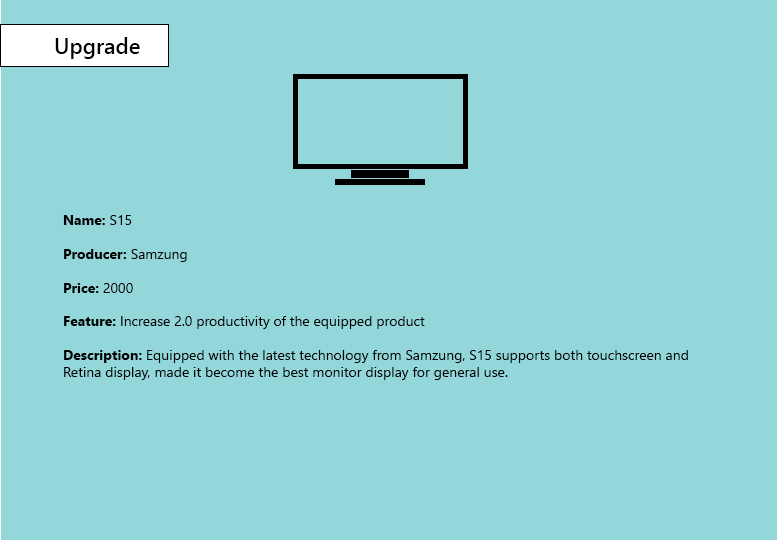 Upgrade
Name: S15
Producer: Samzung
Price: 2000
Feature: Increase 2.0 productivity of the equipped product
Description: Equipped with the latest technology from Samzung, S15 supports both touchscreen and
Retina display, made it become the best monitor display for general use.